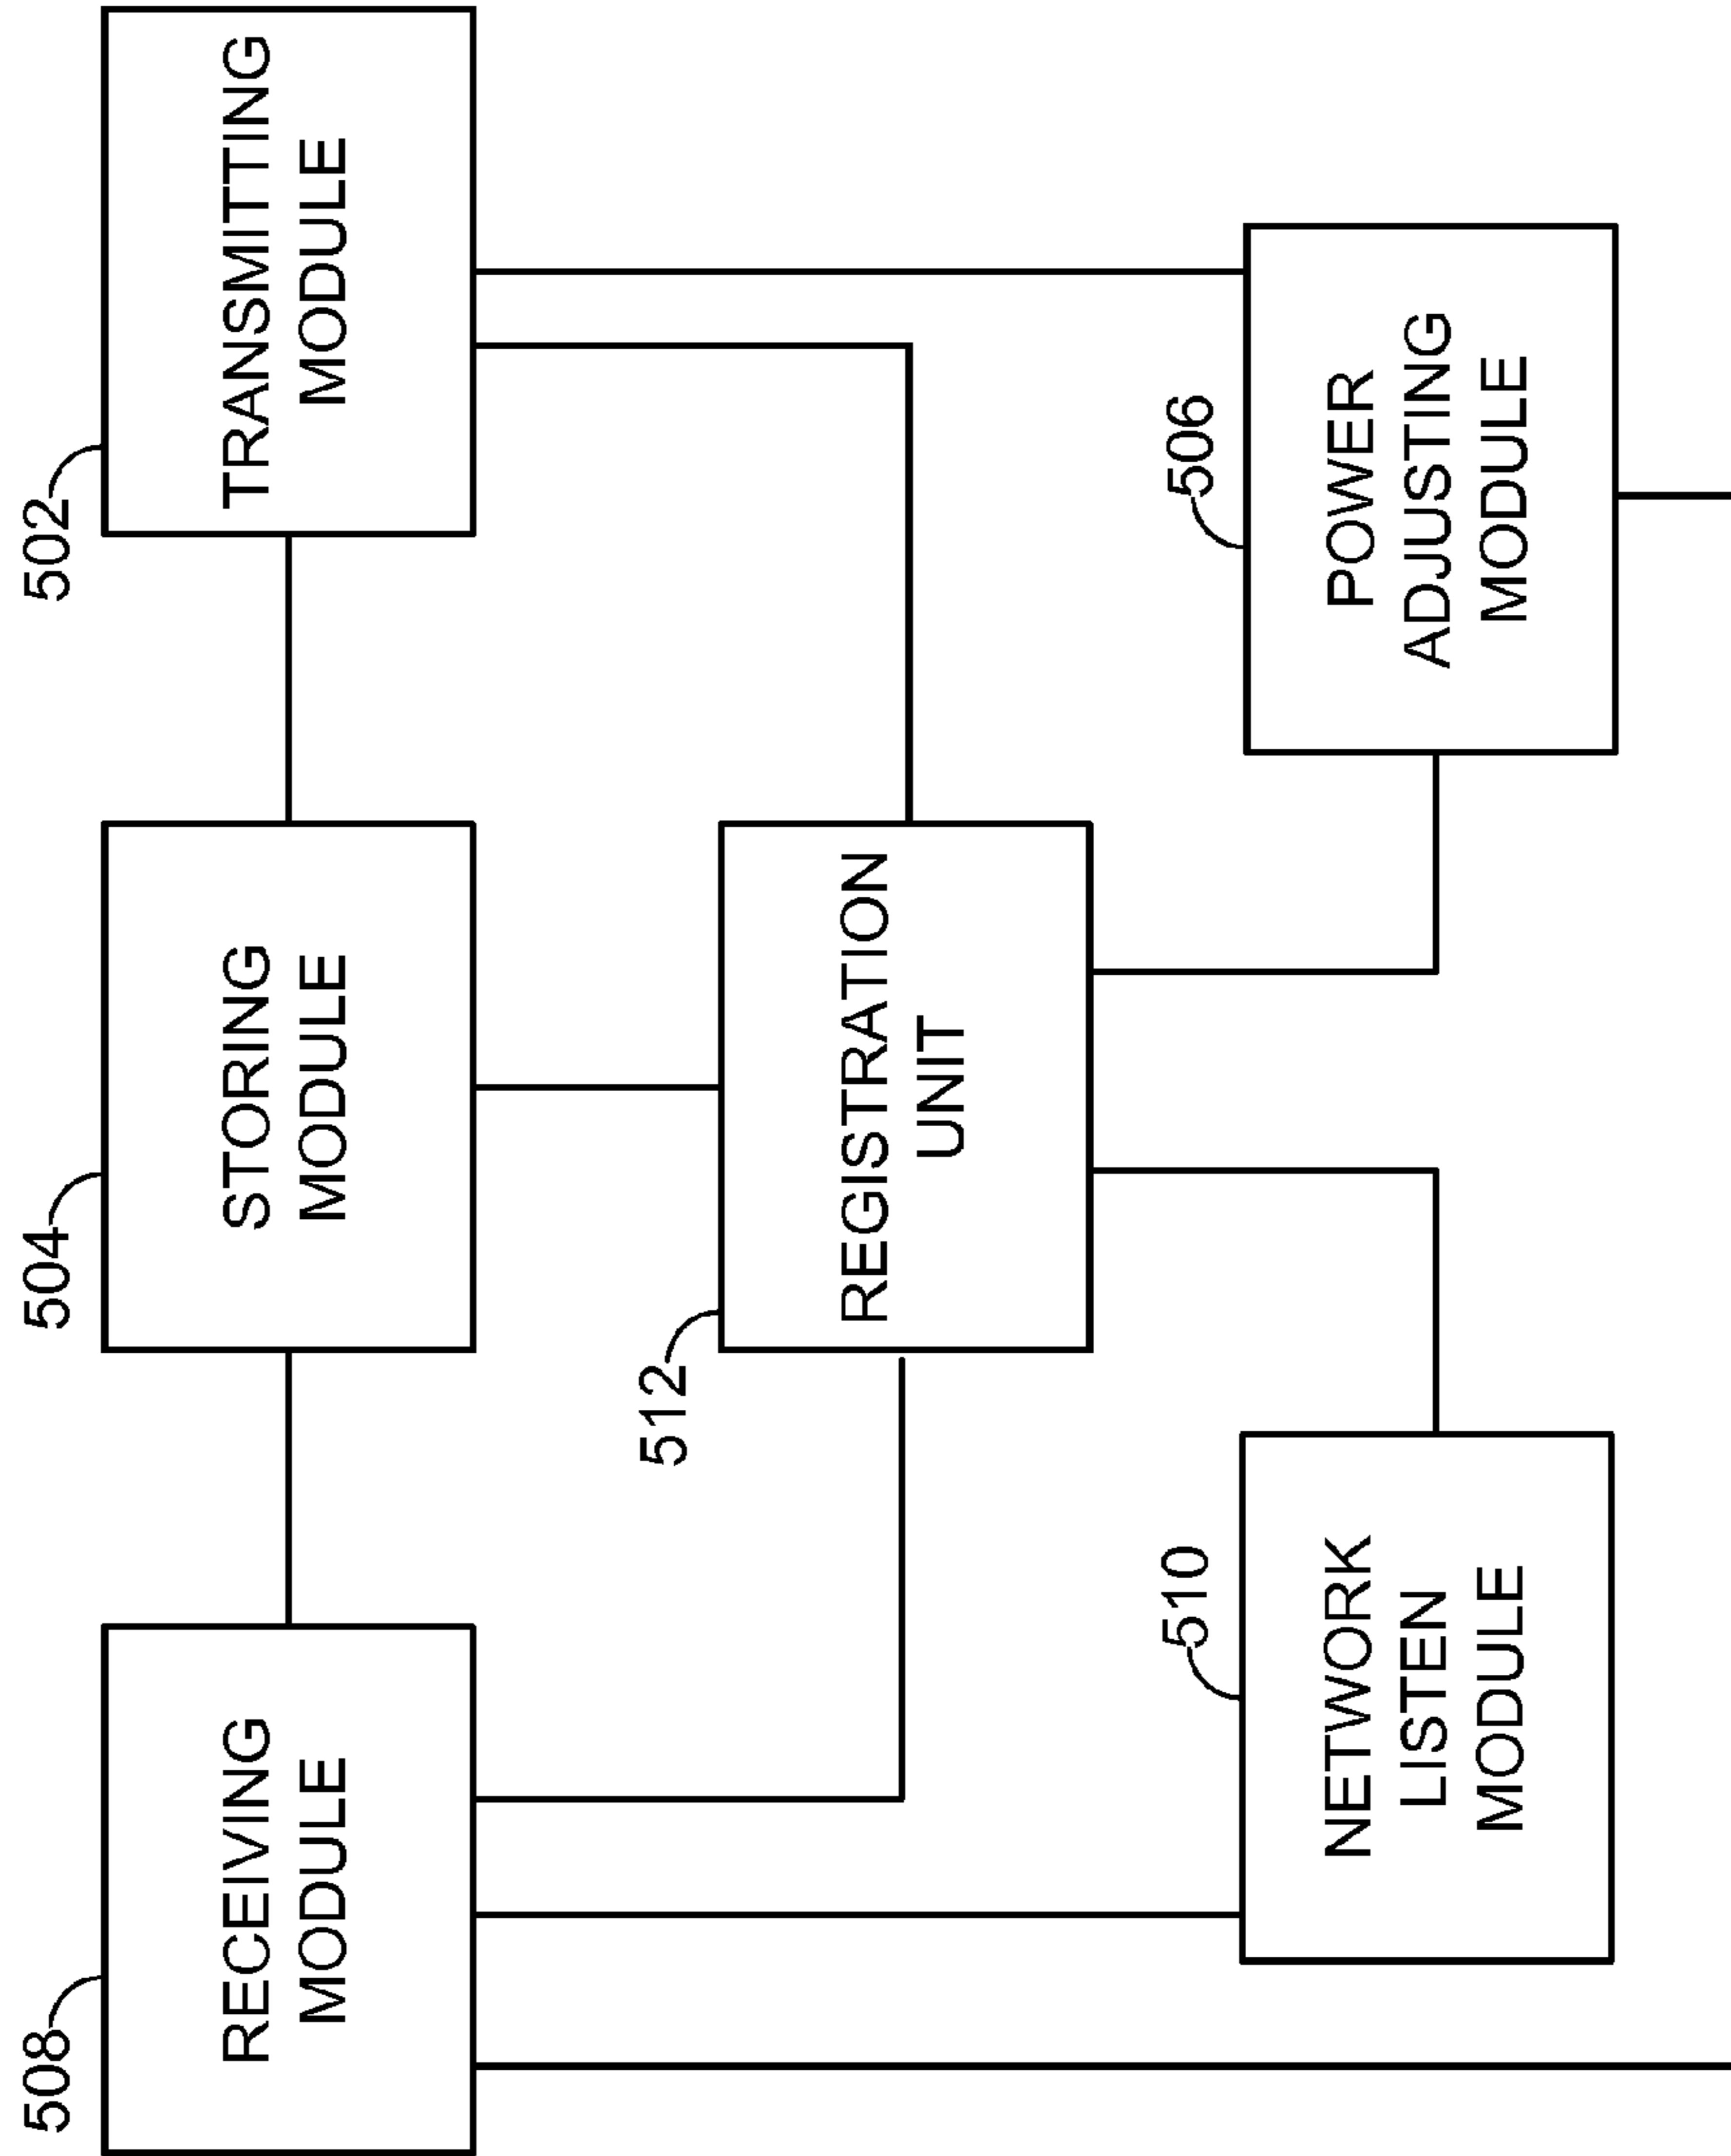 508
RECEIVING
MODULE
504
STORING
MODULE
502
TRANSMITTING
MODULE
512
REGISTRATION
UNIT
510
NETWORK
LISTEN
MODULE
506
POWER
ADJUSTING
MODULE